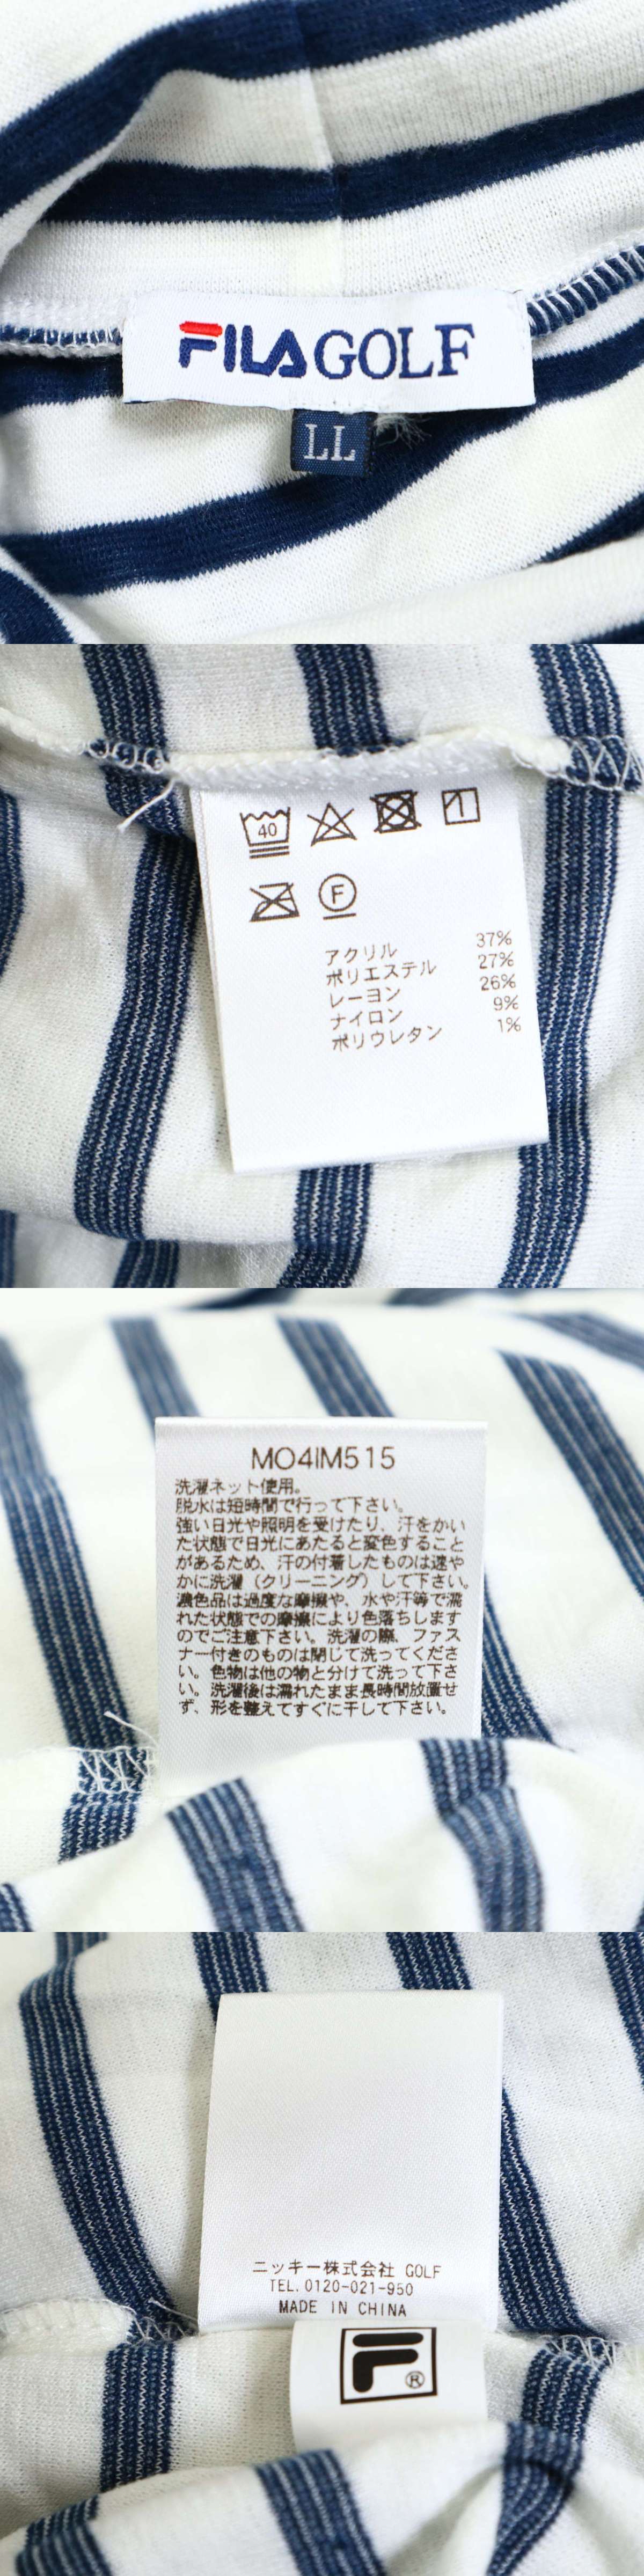 FILA GOLF
LL
40
F
アクリル 37%
ポリエステル 27%
レーヨン 26%
ナイロン 9%
ポリウレタン 1%
MO4IM515
洗濯ネット使用。
脱水は短時間で行って下さい。
強い日光や照明を受けたり、汗をかい
た状態で日光にあたると変色すること
があるため、汗の付着したものは速や
かに洗濯（クリーニング）して下さい。
濃色品は過度な摩擦や、水や汗等で濡
れた状態での摩擦により色落ちします
のでご注意下さい。洗濯の際、ファス
ナー付きのものは閉じて洗ってくださ
い。色物は他の物と分けて洗って下さ
い。洗濯後は濡れたまま長時間放置せ
ず、形を整えてすぐに干して下さい。
ニッキー株式会社 GOLF
TEL.0120-021-950
MADE IN CHINA
F®